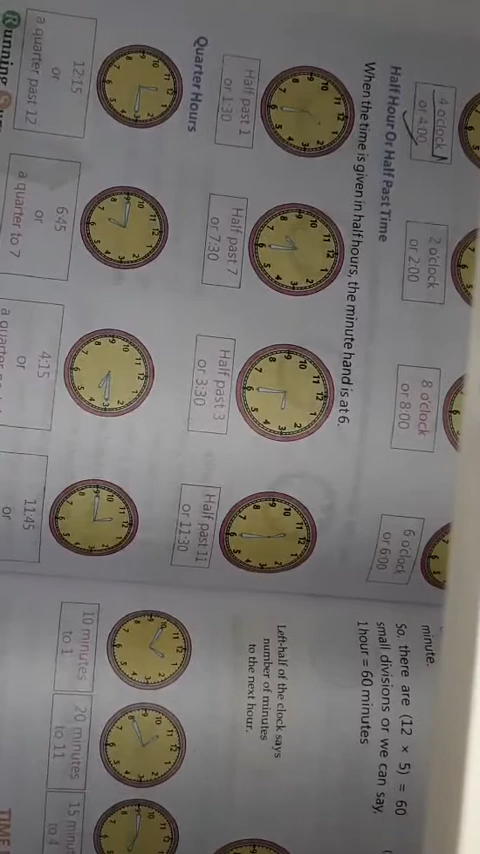 4 o'clock
or 4:00
2 o'clock
or 2:00
8 o'clock
or 8:00
6 o'clock
or 6:00
Half Hour Or Half Past Time
When the time is given in half hours, the minute hand is at 6.
Half past 1
or 1:30
Half past 7
or 7:30
Half past 3
or 3:30
Half past 11
or 11:30
Quarter Hours
12:15
or
a quarter past 12
6:45
or
a quarter to 7
4:15
or
a quarter
11:45
or
minute.
So, there are (12 × 5) = 60
small divisions or we can say,
1 hour = 60 minutes
Left-half of the clock says
number of minutes
to the next hour.
10 minutes
to 1
20 minutes
to 11
15 minut
to 4
TIME